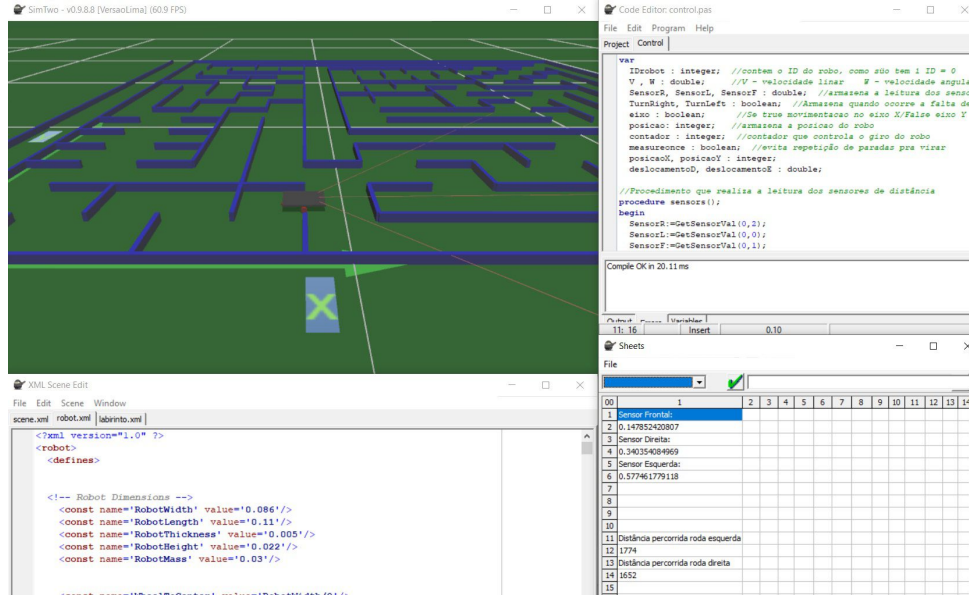 SimTwo - v0.9.8.8 [VersaoLima] (60.9 FPS)
X
Code Editor: control.pas
File Edit Program Help
Project Control
var
IDrobot : integer; //contem o ID do robo, como süo tem 1 ID = 0
V , W : double; //V - velocidade linar W - velocidade angula
SensorR, SensorL, SensorF : double; //armazena a leitura dos senso
TurnRight, TurnLeft : boolean; //Armazena quando ocorre a falta de
eixo : boolean; //Se true movimentacao no eixo X/False eixo Y
posicao: integer; //armazena a posicao do robo
contador : integer; //contador que controla o giro do robo
measureonce : boolean; //evita repetição de paradas pra virar
posicaoX, posicaoY : integer;
deslocamentoD, deslocamentoE : double;
//Procedimento que realiza a leitura dos sensores de distância
procedure sensors();
begin
SensorR:=GetSensorVal(0,2);
SensorL:=GetSensorVal(0,0);
SensorF:=GetSensorVal(0,1);
Compile OK in 20.11 ms
Output Errors Variables
11: 16 Insert 0.10
XML Scene Edit
File Edit Scene Window
scene.xml robot.xml labirinto.xml
<?xml version="1.0" ?>
<robot>
<defines>
<!-- Robot Dimensions -->
<const name='RobotWidth' value='0.086'/>
<const name='RobotLength' value='0.11'/>
<const name='RobotThickness' value='0.005'/>
<const name='RobotHeight' value='0.022'/>
<const name='RobotMass' value='0.03'/>
Sheets
File
00 1 2 3 4 5 6 7 8 9 10 11 12 13 14
1 Sensor Frontal:
2 0.147852420807
3 Sensor Direita:
4 0.340354084969
5 Sensor Esquerda:
6 0.577461779118
7
8
9
10
11 Distância percorrida roda esquerda
12 1774
13 Distância percorrida roda direita
14 1652
15